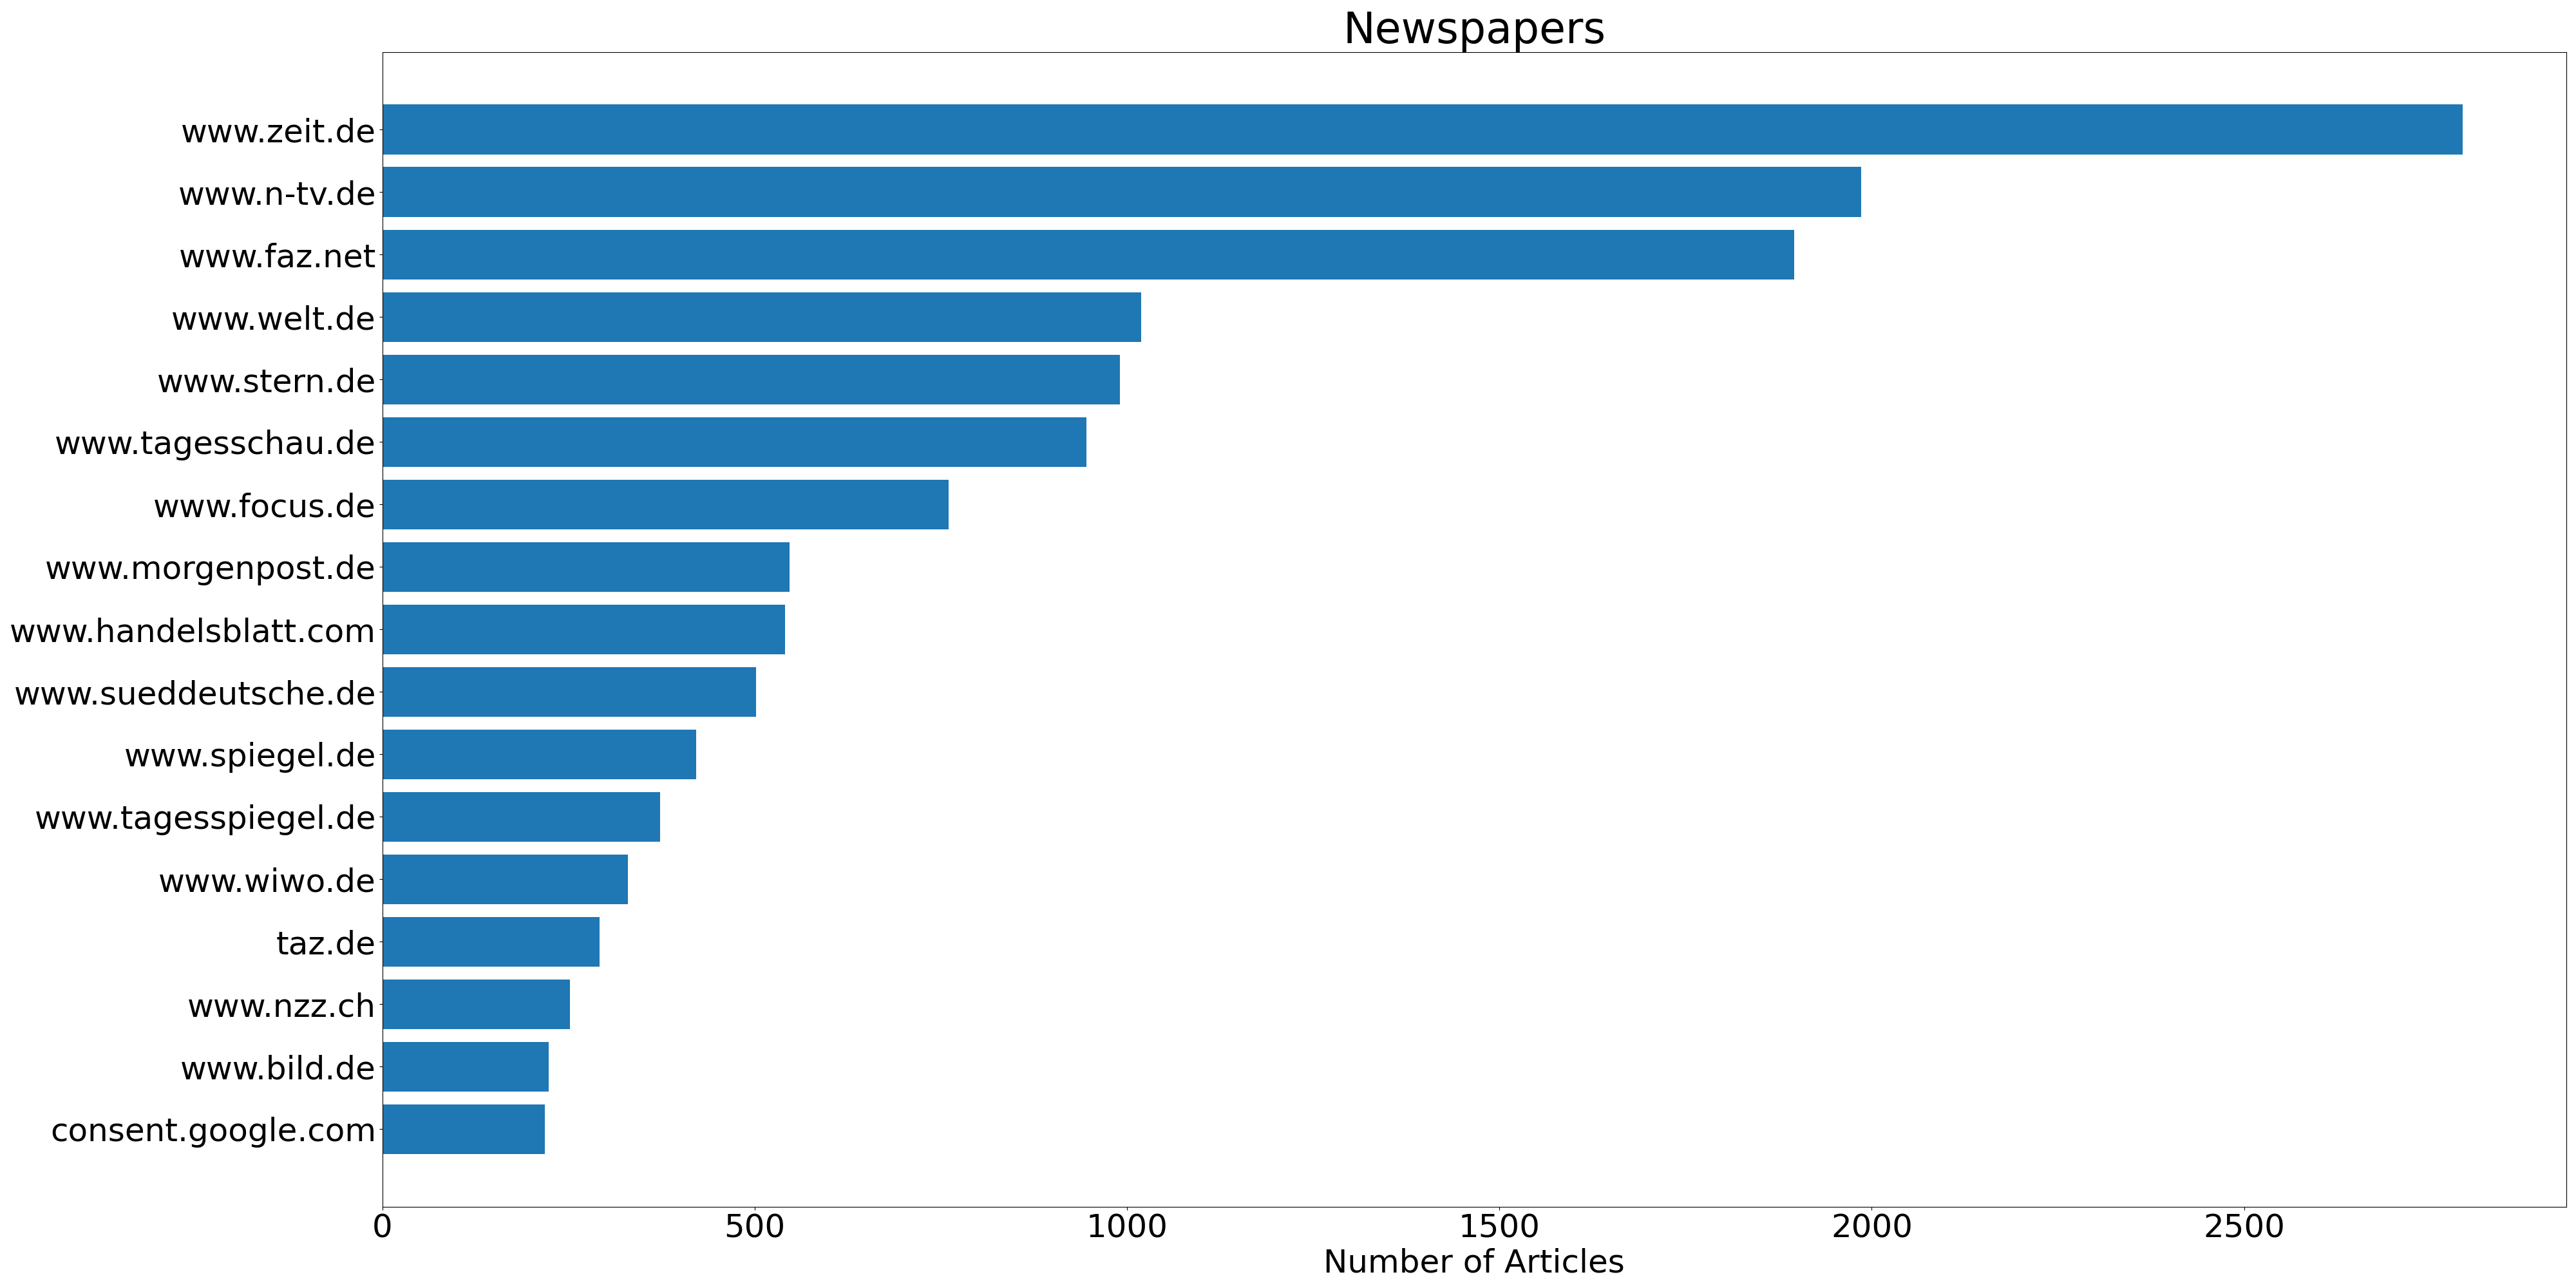 Newspapers
www.zeit.de
www.n-tv.de
www.faz.net
www.welt.de
www.stern.de
www.tagesschau.de
www.focus.de
www.morgenpost.de
www.handelsblatt.com
www.sueddeutsche.de
www.spiegel.de
www.tagesspiegel.de
www.wiwo.de
taz.de
www.nzz.ch
www.bild.de
consent.google.com
0 500 1000 1500 2000 2500
Number of Articles